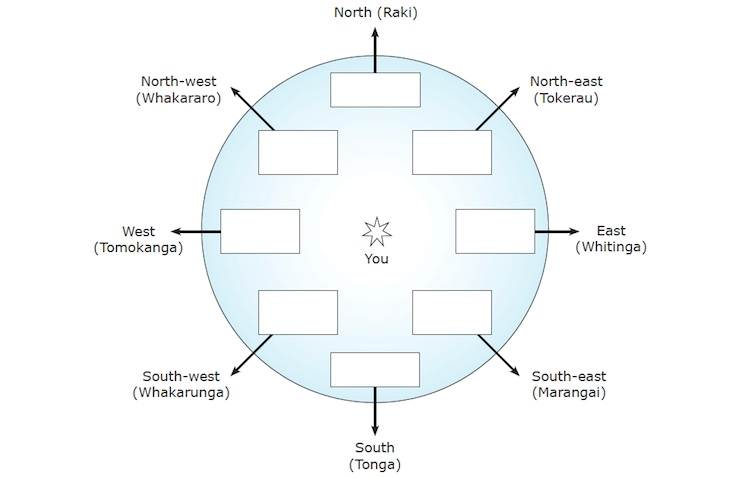 North (Raki)
North-west
(Whakararo)
North-east
(Tokerau)
West
(Tomokanga)
You
East
(Whitinga)
South-west
(Whakarunga)
South-east
(Marangai)
South
(Tonga)